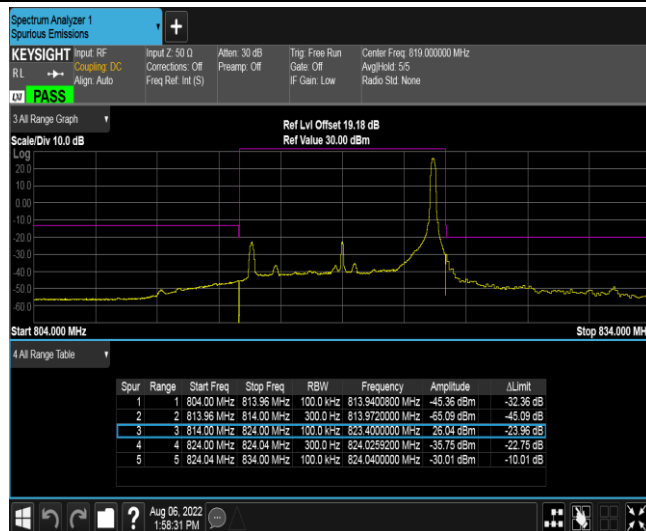 Spectrum Analyzer 1
Spurious Emissions
+
KEYSIGHT Input: RF Input Z: 50 Ω Atten: 30 dB Trig: Free Run Center Freq: 819.000000 MHz
RL Coupling: DC Corrections: Off Preamp: Off Gate: Off Avg|Hold: 5/5
Align: Auto Freq Ref: Int (S) IF Gain: Low Radio Std: None
LXI PASS
3 All Range Graph
Ref Lvl Offset 19.18 dB
Scale/Div 10.0 dB Ref Value 30.00 dBm
Log
20.0
10.0
0.00
-10.0
-20.0
-30.0
-40.0
-50.0
-60.0
Start 804.000 MHz Stop 834.000 MH
4 All Range Table
Spur Range Start Freq Stop Freq RBW Frequency Amplitude ΔLimit
1 1 804.00 MHz 813.96 MHz 100.0 kHz 813.9400800 MHz -45.36 dBm -32.36 dB
2 2 813.96 MHz 814.00 MHz 300.0 Hz 813.9720000 MHz -65.09 dBm -45.09 dB
3 3 814.00 MHz 824.00 MHz 100.0 kHz 823.4000000 MHz 26.04 dBm -23.96 dB
4 4 824.00 MHz 824.04 MHz 300.0 Hz 824.0259200 MHz -35.75 dBm -22.75 dB
5 5 824.04 MHz 834.00 MHz 100.0 kHz 824.0400000 MHz -30.01 dBm -10.01 dB
? Aug 06, 2022
1:58:31 PM